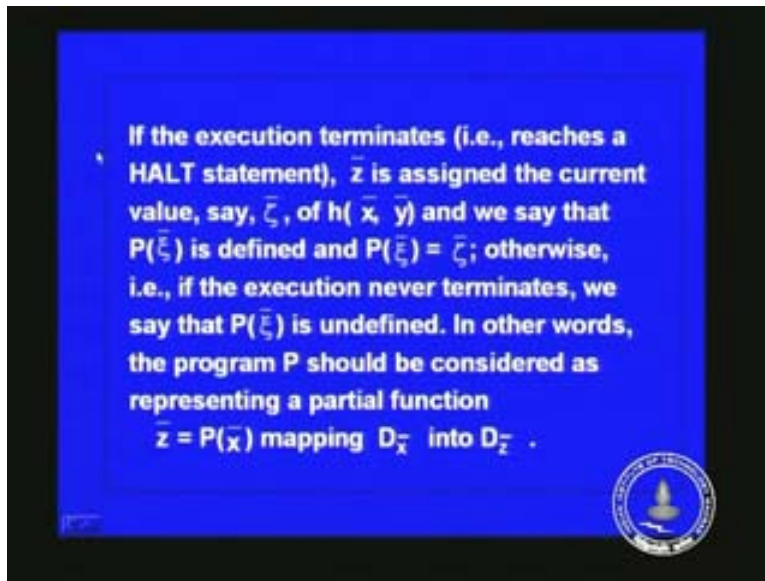 If the execution terminates (i.e., reaches a
HALT statement), z̄ is assigned the current
value, say, ζ̄, of h( x̄, ȳ) and we say that
P(ξ̄) is defined and P(ξ̄) = ζ̄; otherwise,
i.e., if the execution never terminates, we
say that P(ξ̄) is undefined. In other words,
the program P should be considered as
representing a partial function
z̄ = P(x̄) mapping D_x̄ into D_z̄ .